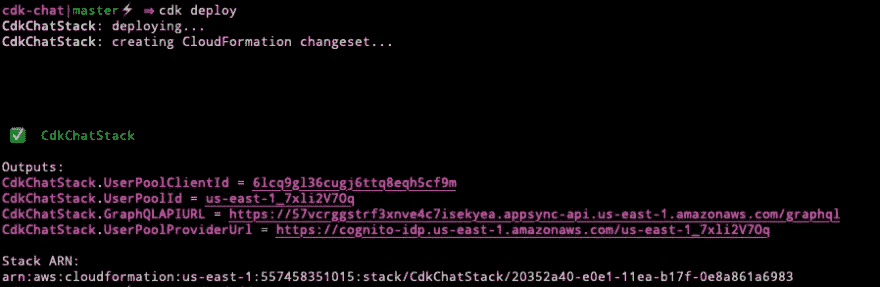 cdk-chat|master⚡ ⇒ cdk deploy
CdkChatStack: deploying...
CdkChatStack: creating CloudFormation changeset...
✅ CdkChatStack
Outputs:
CdkChatStack.UserPoolClientId = 6lcq9gl36cugj6ttq8eqh5cf9m
CdkChatStack.UserPoolId = us-east-1_7xli2V7Oq
CdkChatStack.GraphQLAPIURL = https://57vcrggstrf3xnve4c7isekyea.appsync-api.us-east-1.amazonaws.com/graphql
CdkChatStack.UserPoolProviderUrl = https://cognito-idp.us-east-1.amazonaws.com/us-east-1_7xli2V7Oq
Stack ARN:
arn:aws:cloudformation:us-east-1:557458351015:stack/CdkChatStack/20352a40-e0e1-11ea-b17f-0e8a861a6983